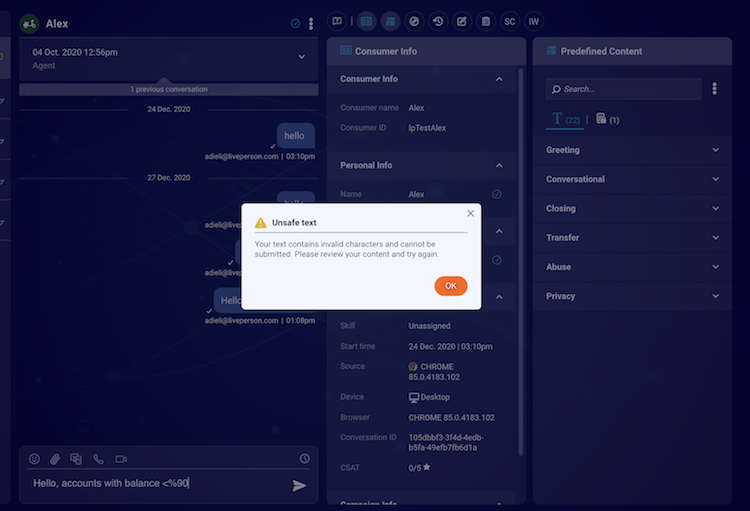 Alex
SC
IW
04 Oct. 2020 12:56pm
Agent
1 previous conversation
24 Dec. 2020
hello
adieli@liveperson.com | 03:10pm
27 Dec. 2020
hello
adieli@liveperson
adieli@liveperson
Hello
adieli@liveperson.com | 01:08pm
Hello, accounts with balance <%90
Consumer Info
Consumer Info
Consumer name Alex
Consumer ID lpTestAlex
Personal Info
Name Alex
Unsafe text
Your text contains invalid characters and cannot be
submitted. Please review your content and try again.
OK
Skill Unassigned
Start time 24 Dec. 2020 | 03:10pm
Source CHROME
85.0.4183.102
Device Desktop
Browser CHROME 85.0.4183.102
Conversation ID 105dbbf3-3f4d-4edb-
b5fa-49efb7fb6d1a
CSAT 0/5
Campaign Info
Predefined Content
Search...
T (22) | (1)
Greeting
Conversational
Closing
Transfer
Abuse
Privacy